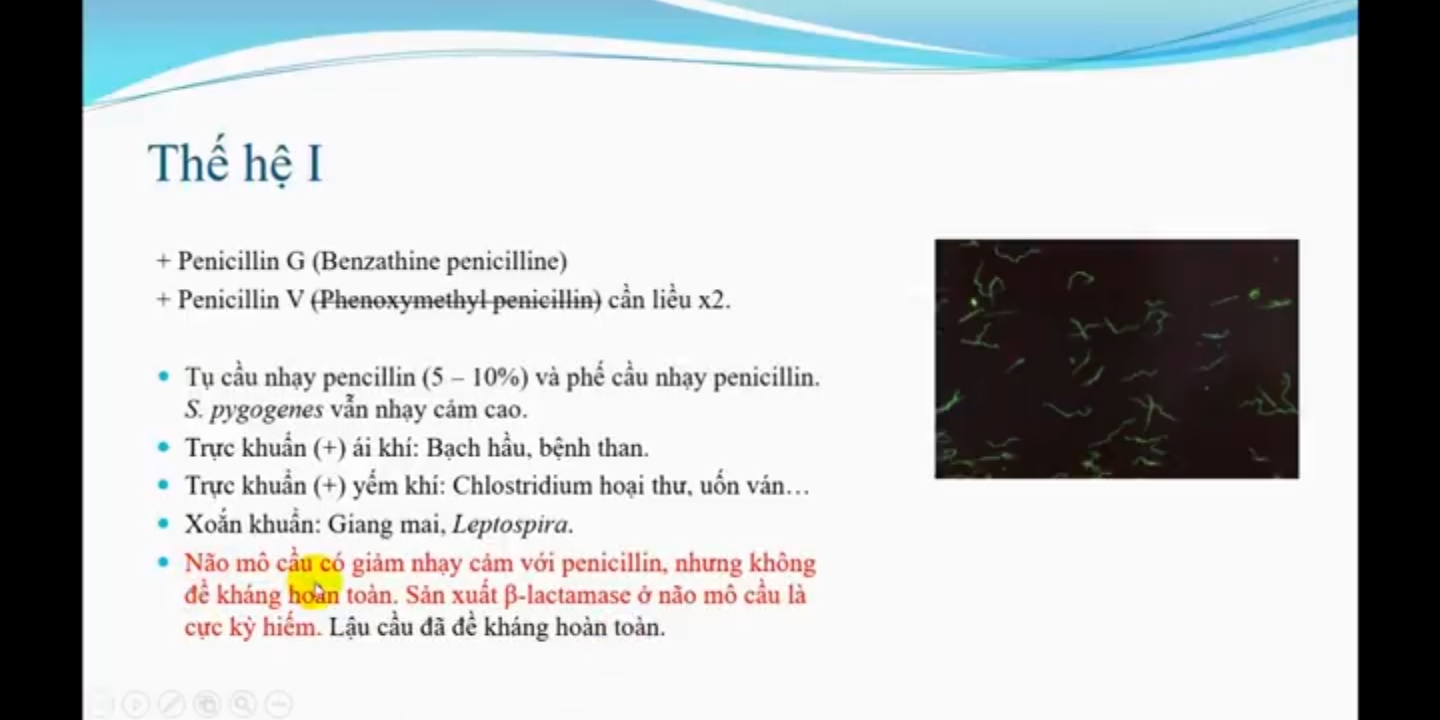 Thế hệ I
+ Penicillin G (Benzathine penicilline)
+ Penicillin V (Phenoxymethyl penicillin) cần liều x2.
• Tụ cầu nhạy pencillin (5 – 10%) và phế cầu nhạy penicillin.
S. pygogenes vẫn nhạy cảm cao.
• Trực khuẩn (+) ái khí: Bạch hầu, bệnh than.
• Trực khuẩn (+) yếm khí: Chlostridium hoại thư, uốn ván…
• Xoắn khuẩn: Giang mai, Leptospira.
• Não mô cầu có giảm nhạy cảm với penicillin, nhưng không
đề kháng hoàn toàn. Sản xuất β-lactamase ở não mô cầu là
cực kỳ hiếm. Lậu cầu đã đề kháng hoàn toàn.